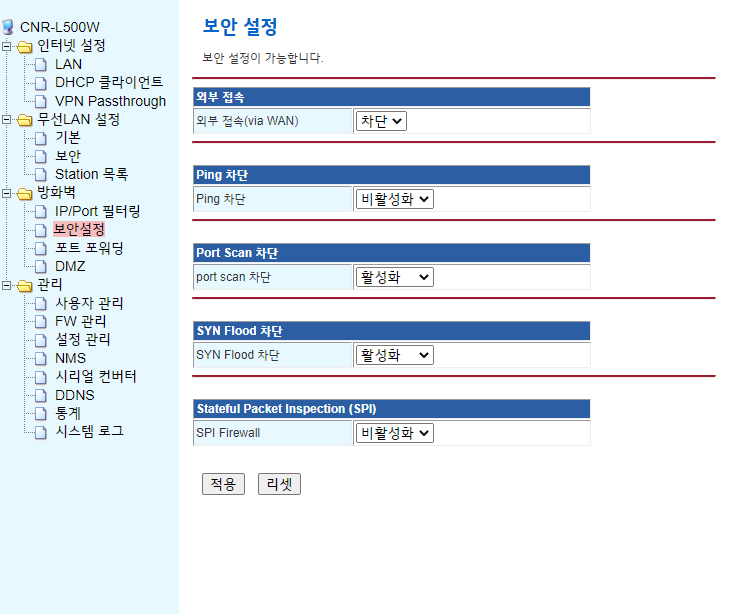 CNR-L500W
인터넷 설정
LAN
DHCP 클라이언트
VPN Passthrough
무선LAN 설정
기본
보안
Station 목록
방화벽
IP/Port 필터링
보안설정
포트 포워딩
DMZ
관리
사용자 관리
FW 관리
설정 관리
NMS
시리얼 컨버터
DDNS
통계
시스템 로그
보안 설정
보안 설정이 가능합니다.
외부 접속
외부 접속(via WAN) 차단
Ping 차단
Ping 차단 비활성화
Port Scan 차단
port scan 차단 활성화
SYN Flood 차단
SYN Flood 차단 활성화
Stateful Packet Inspection (SPI)
SPI Firewall 비활성화
적용 리셋